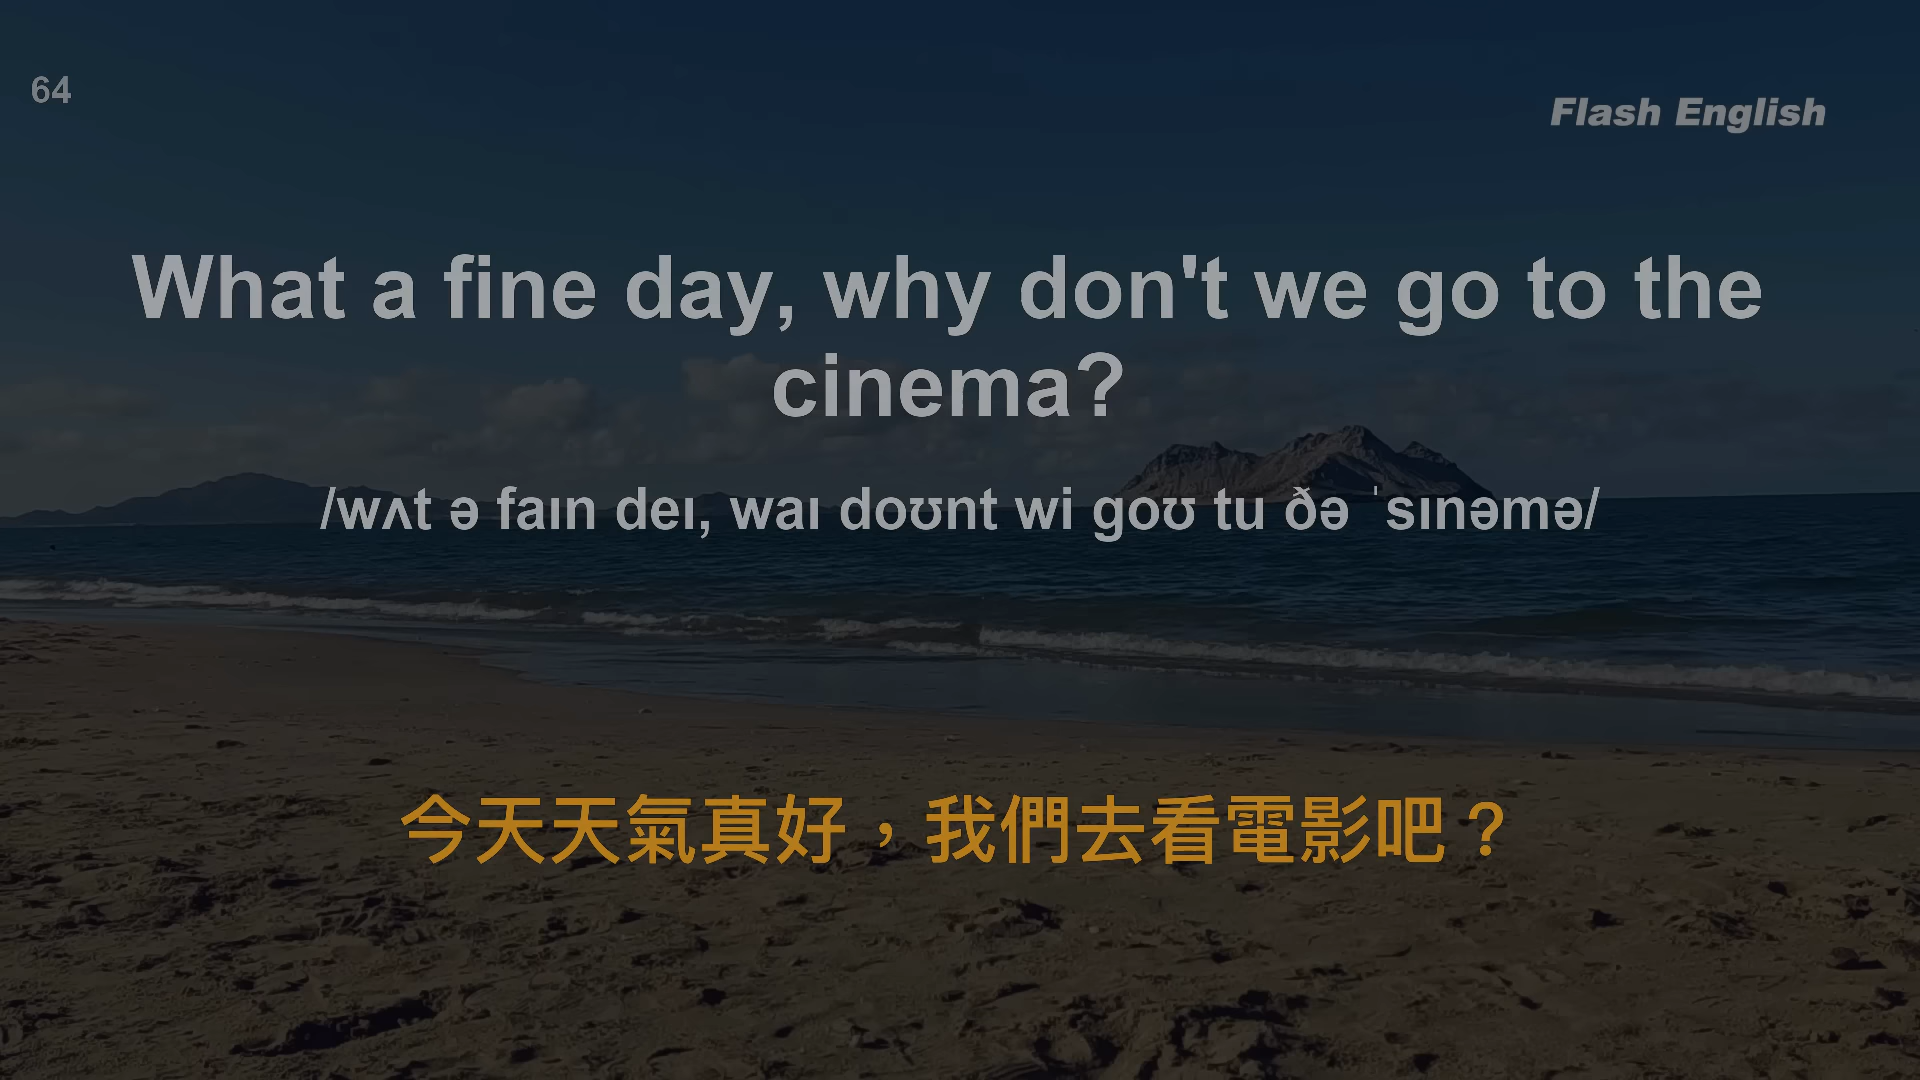 64
Flash English
What a fine day, why don't we go to the
cinema?
/wʌt ə faɪn deɪ, waɪ doʊnt wi goʊ tu ðə ˈsɪnəmə/
今天天氣真好，我們去看電影吧？